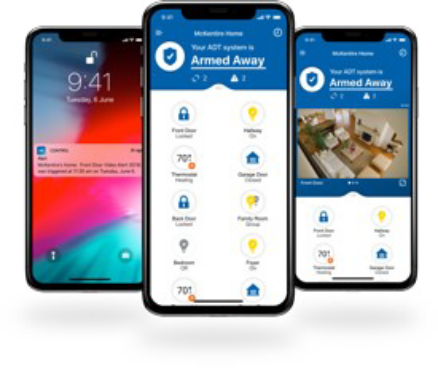 9:41
Tuesday, 6 June
CONTROL
Alert
McKentire's Home: Front Door Video Alert 2018
was triggered at 11:26 am on Tuesday, June 6.
9:41
McKentire Home
Your ADT system is
Armed Away
2
2
Front Door
Locked
Hallway
On
70°
Thermostat
Heating
Garage Door
Closed
Back Door
Locked
Family Room
Group
Bedroom
Off
Foyer
On
70°
9:41
McKentire Home
Your ADT system is
Armed Away
2
2
Front Door
Locked
Hallway
On
70°
Thermostat
Heating
Garage Door
Closed